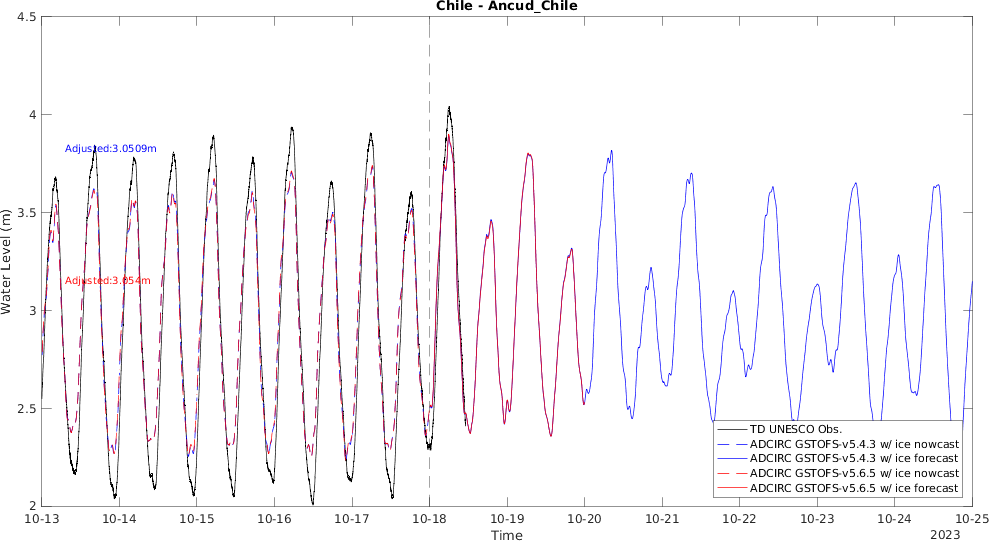 Chile - Ancud_Chile
4.5
4
3.5
3
2.5
2
Water Level (m)
Adjusted:3.0509m
Adjusted:3.054m
TD UNESCO Obs.
ADCIRC GSTOFS-v5.4.3 w/ ice nowcast
ADCIRC GSTOFS-v5.4.3 w/ ice forecast
ADCIRC GSTOFS-v5.6.5 w/ ice nowcast
ADCIRC GSTOFS-v5.6.5 w/ ice forecast
10-13 10-14 10-15 10-16 10-17 10-18 10-19 10-20 10-21 10-22 10-23 10-24 10-25
Time
2023